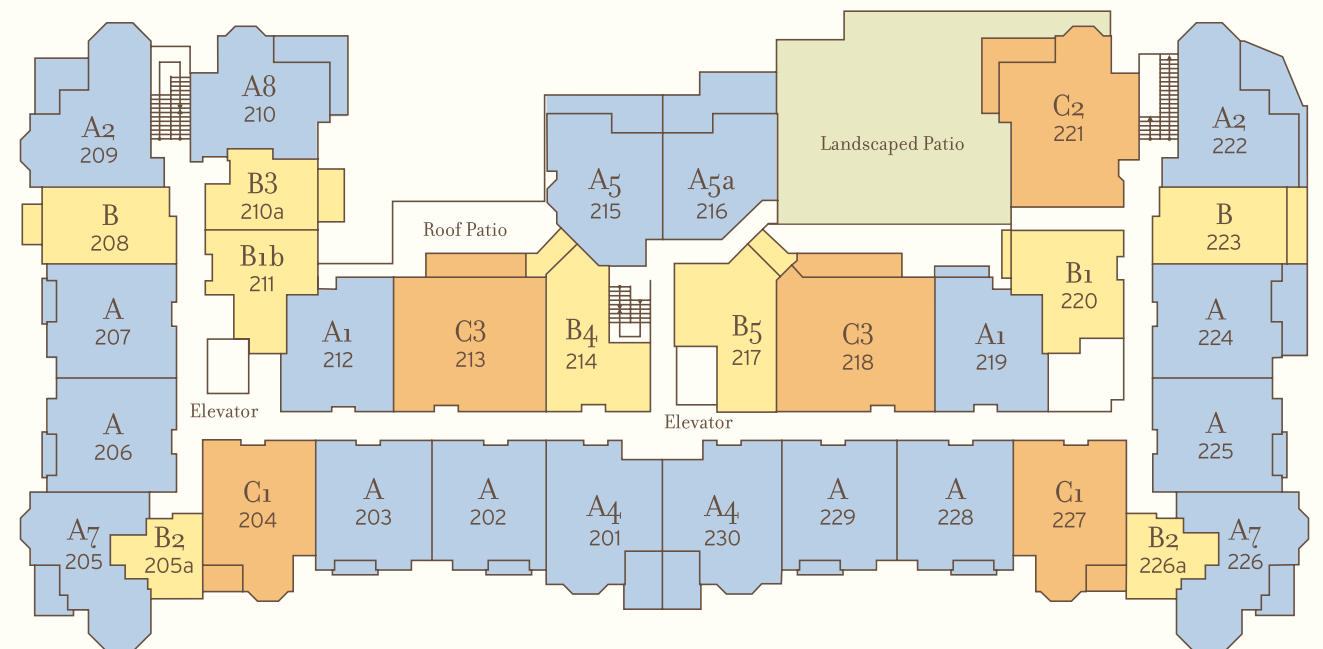 A2
209
A8
210
B3
210a
B
208
B1b
211
A
207
A
206
Elevator
A7
205
B2
205a
C1
204
A
203
A
202
A4
201
A1
212
C3
213
B4
214
Roof Patio
A5
215
A5a
216
Landscaped Patio
C2
221
A2
222
B
223
B1
220
A
224
A
225
B5
217
Elevator
C3
218
A1
219
A4
230
A
229
A
228
C1
227
B2
226a
A7
226